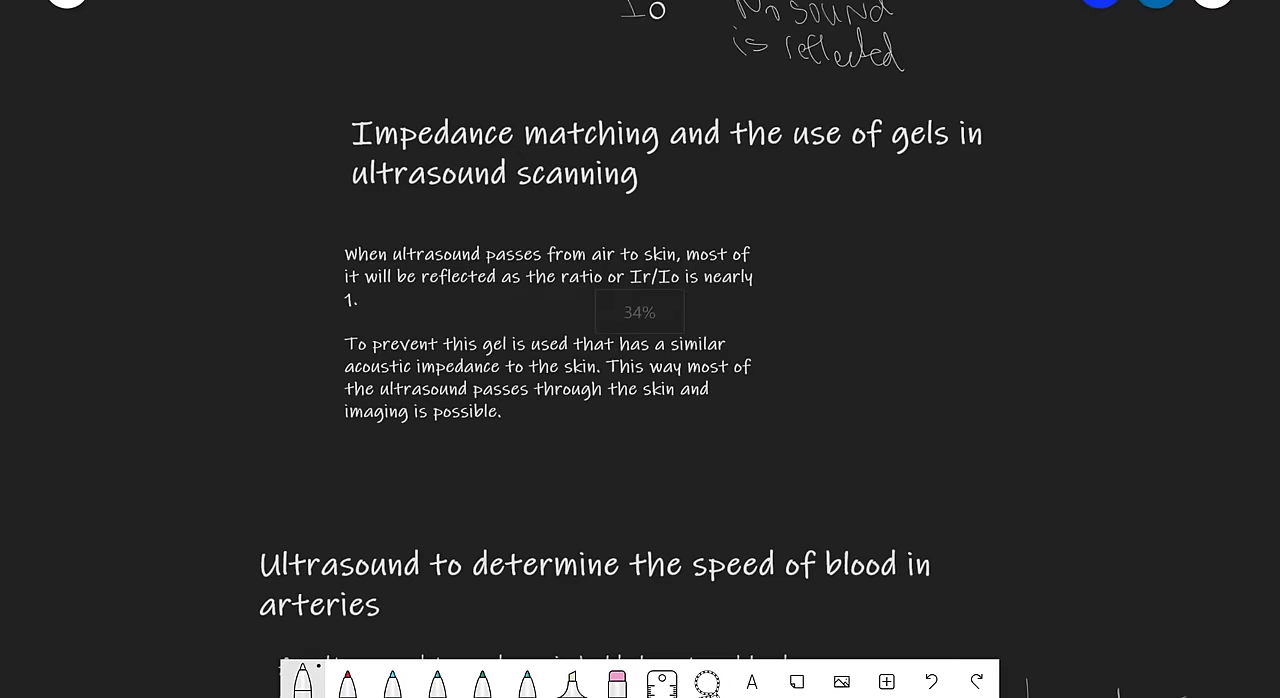 Io
No sound
is reflected
Impedance matching and the use of gels in
ultrasound scanning
When ultrasound passes from air to skin, most of
it will be reflected as the ratio or Ir/Io is nearly
1.
34%
To prevent this gel is used that has a similar
acoustic impedance to the skin. This way most of
the ultrasound passes through the skin and
imaging is possible.
Ultrasound to determine the speed of blood in
arteries
A